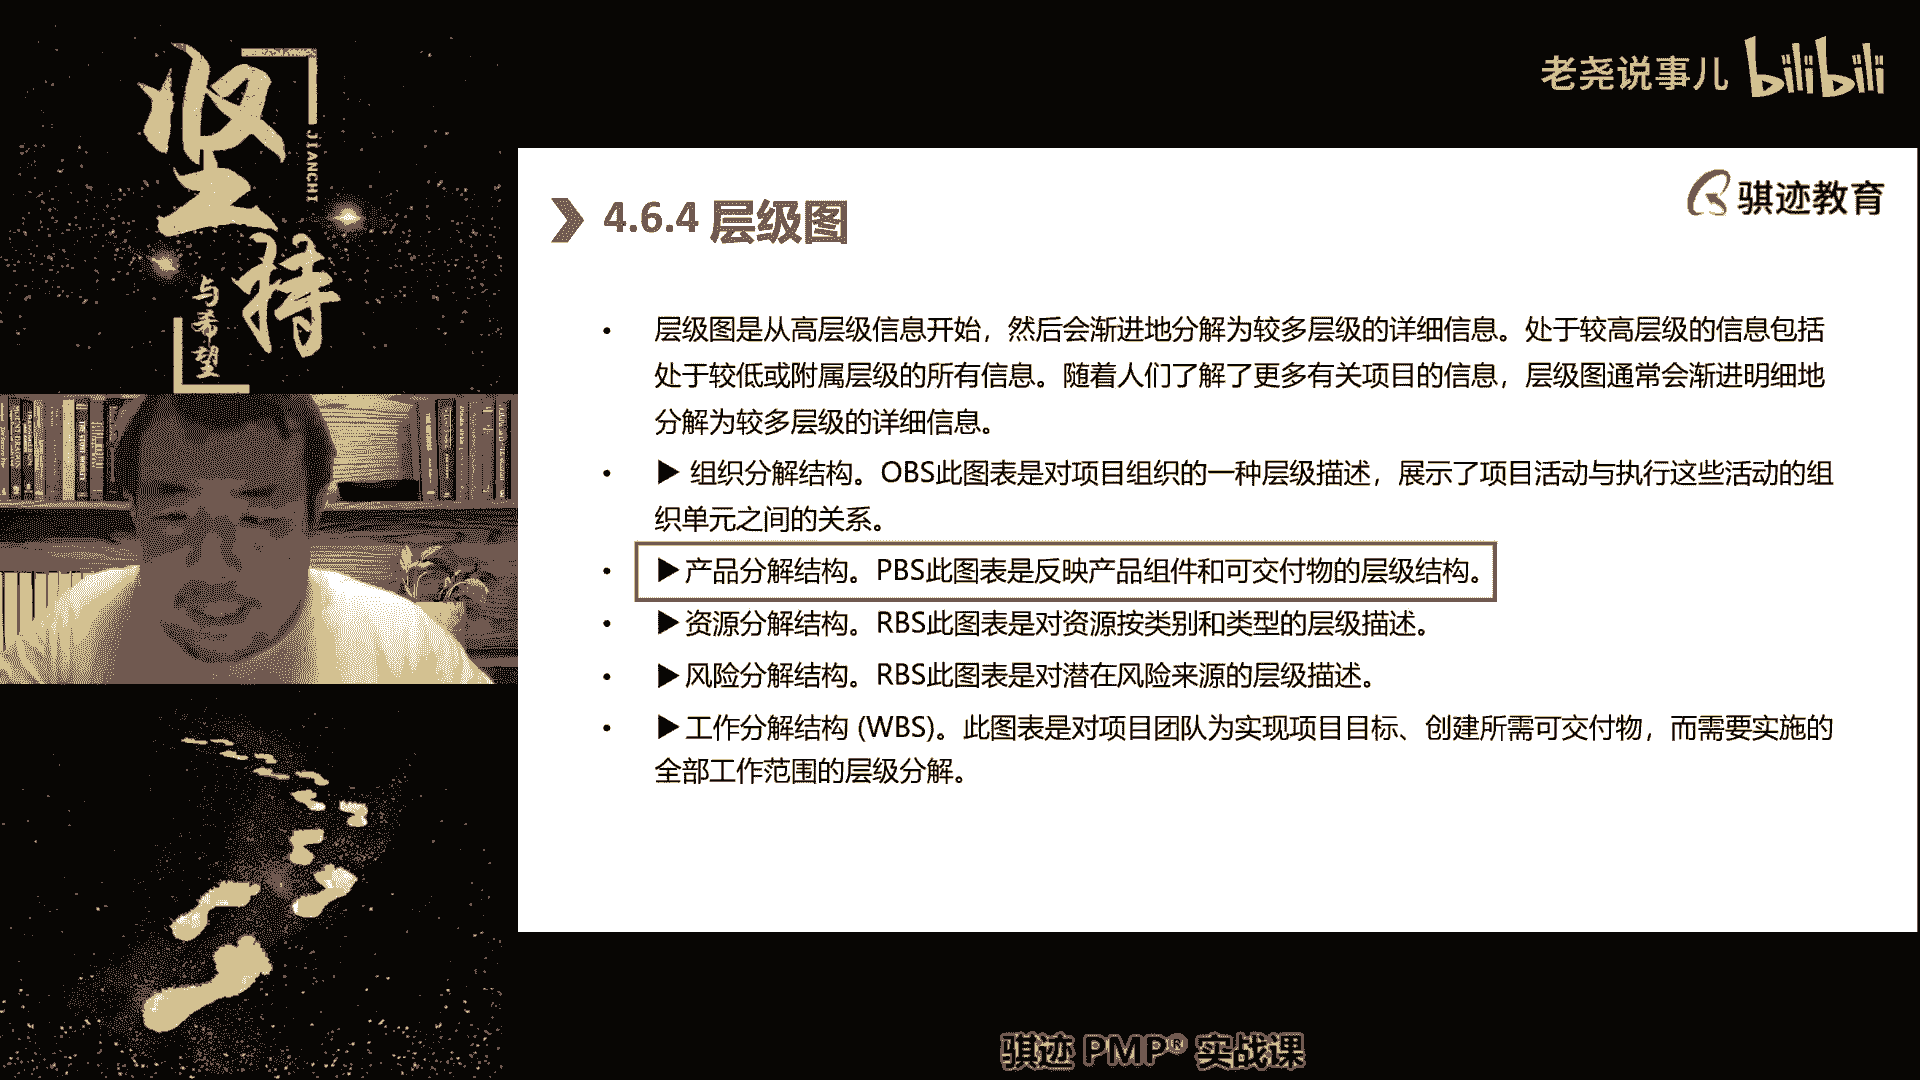 坚
JIANCHI
持
与希望
老尧说事儿 bilibili
骐迹教育
4.6.4 层级图
• 层级图是从高层级信息开始，然后会渐进地分解为较多层级的详细信息。处于较高层级的信息包括
处于较低或附属层级的所有信息。随着人们了解了更多有关项目的信息，层级图通常会渐进明细地
分解为较多层级的详细信息。
• ▶ 组织分解结构。OBS此图表是对项目组织的一种层级描述，展示了项目活动与执行这些活动的组
织单元之间的关系。
• ▶产品分解结构。PBS此图表是反映产品组件和可交付物的层级结构。
• ▶资源分解结构。RBS此图表是对资源按类别和类型的层级描述。
• ▶风险分解结构。RBS此图表是对潜在风险来源的层级描述。
• ▶工作分解结构 (WBS)。此图表是对项目团队为实现项目目标、创建所需可交付物，而需要实施的
全部工作范围的层级分解。
骐迹 PMP® 实战课